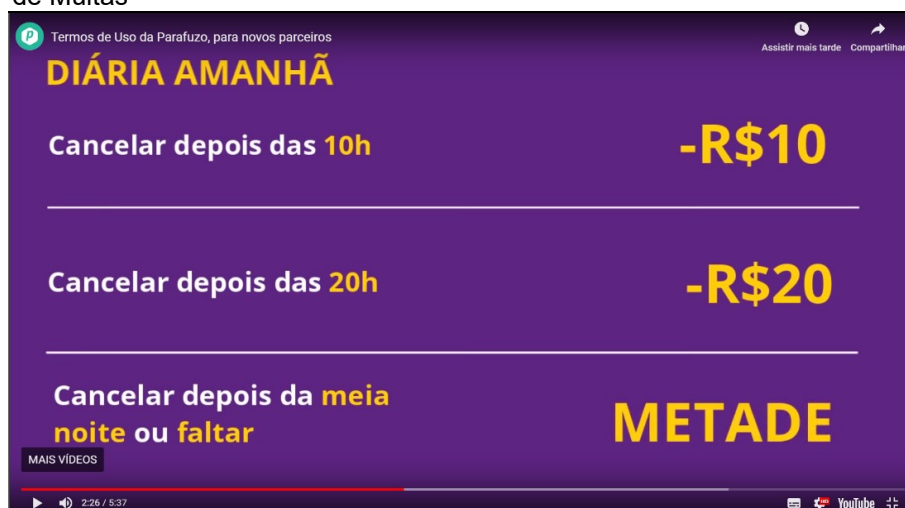 de Multas
Termos de Uso da Parafuzo, para novos parceiros
Assistir mais tarde Compartilhar
DIÁRIA AMANHÃ
Cancelar depois das 10h -R$10
Cancelar depois das 20h -R$20
Cancelar depois da meia
noite ou faltar METADE
MAIS VÍDEOS
2:26 / 5:37 YouTube